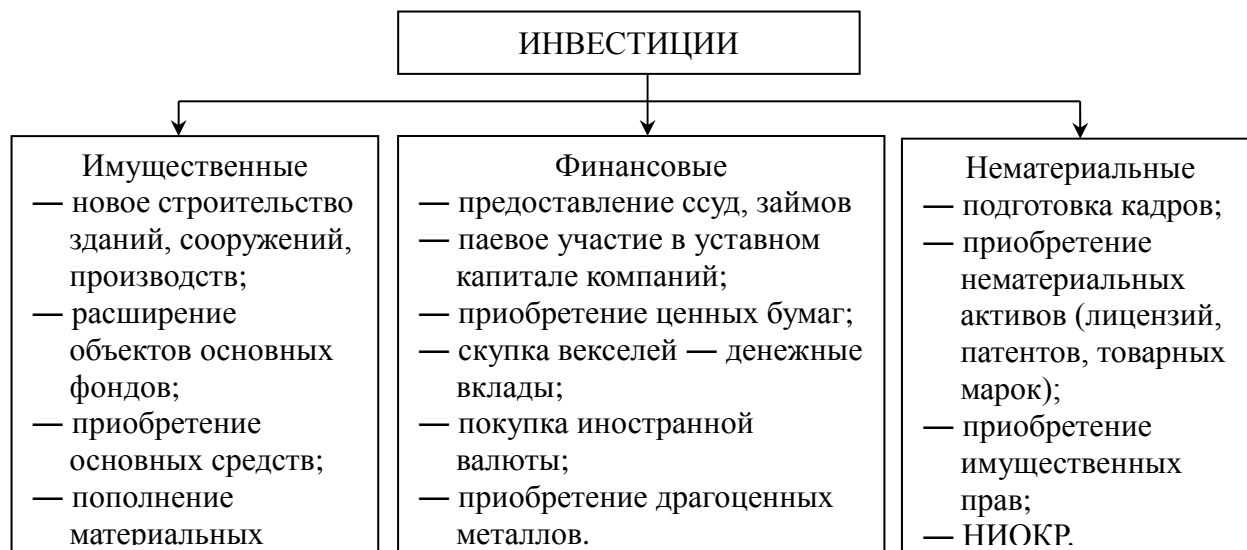 ИНВЕСТИЦИИ
Имущественные
— новое строительство
зданий, сооружений,
производств;
— расширение
объектов основных
фондов;
— приобретение
основных средств;
— пополнение
материальных
Финансовые
— предоставление ссуд, займов
— паевое участие в уставном
капитале компаний;
— приобретение ценных бумаг;
— скупка векселей — денежные
вклады;
— покупка иностранной
валюты;
— приобретение драгоценных
металлов.
Нематериальные
— подготовка кадров;
— приобретение
нематериальных
активов (лицензий,
патентов, товарных
марок);
— приобретение
имущественных
прав;
— НИОКР.